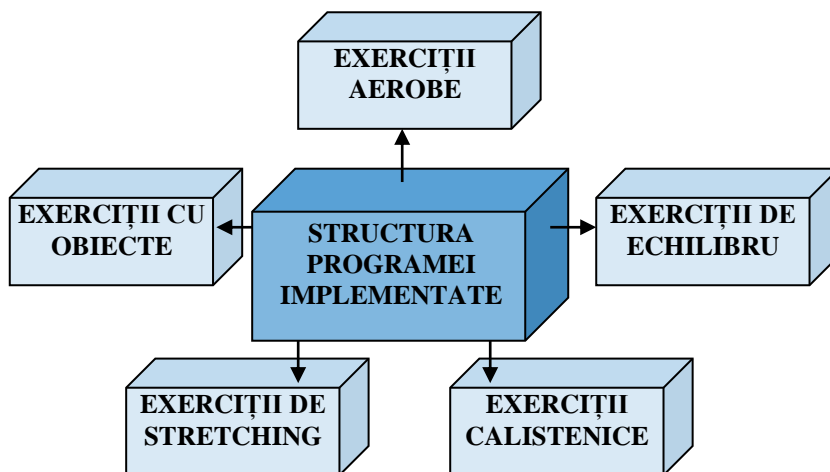 EXERCIȚII
AEROBE
EXERCIȚII CU
OBIECTE
STRUCTURA
PROGRAMEI
IMPLEMENTATE
EXERCIȚII DE
ECHILIBRU
EXERCIȚII DE
STRETCHING
EXERCIȚII
CALISTENICE